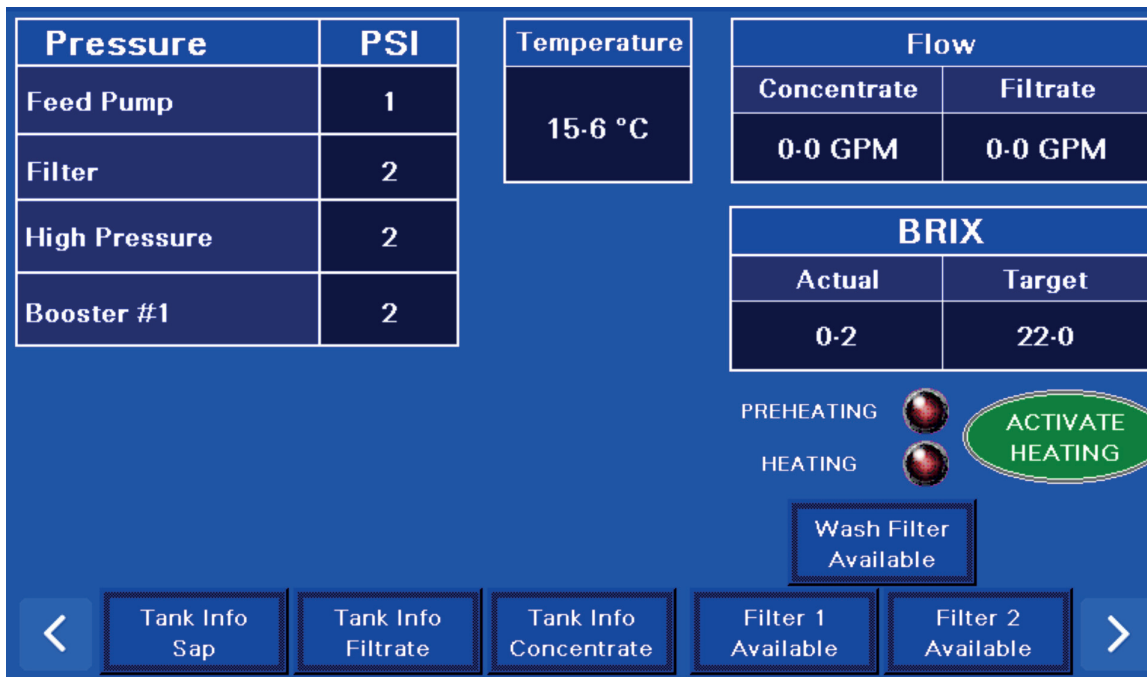 Pressure PSI
Feed Pump 1
Filter 2
High Pressure 2
Booster #1 2
Temperature
15·6 °C
Flow
Concentrate Filtrate
0·0 GPM 0·0 GPM
BRIX
Actual Target
0·2 22·0
PREHEATING
HEATING
ACTIVATE
HEATING
Wash Filter
Available
Tank Info
Sap
Tank Info
Filtrate
Tank Info
Concentrate
Filter 1
Available
Filter 2
Available